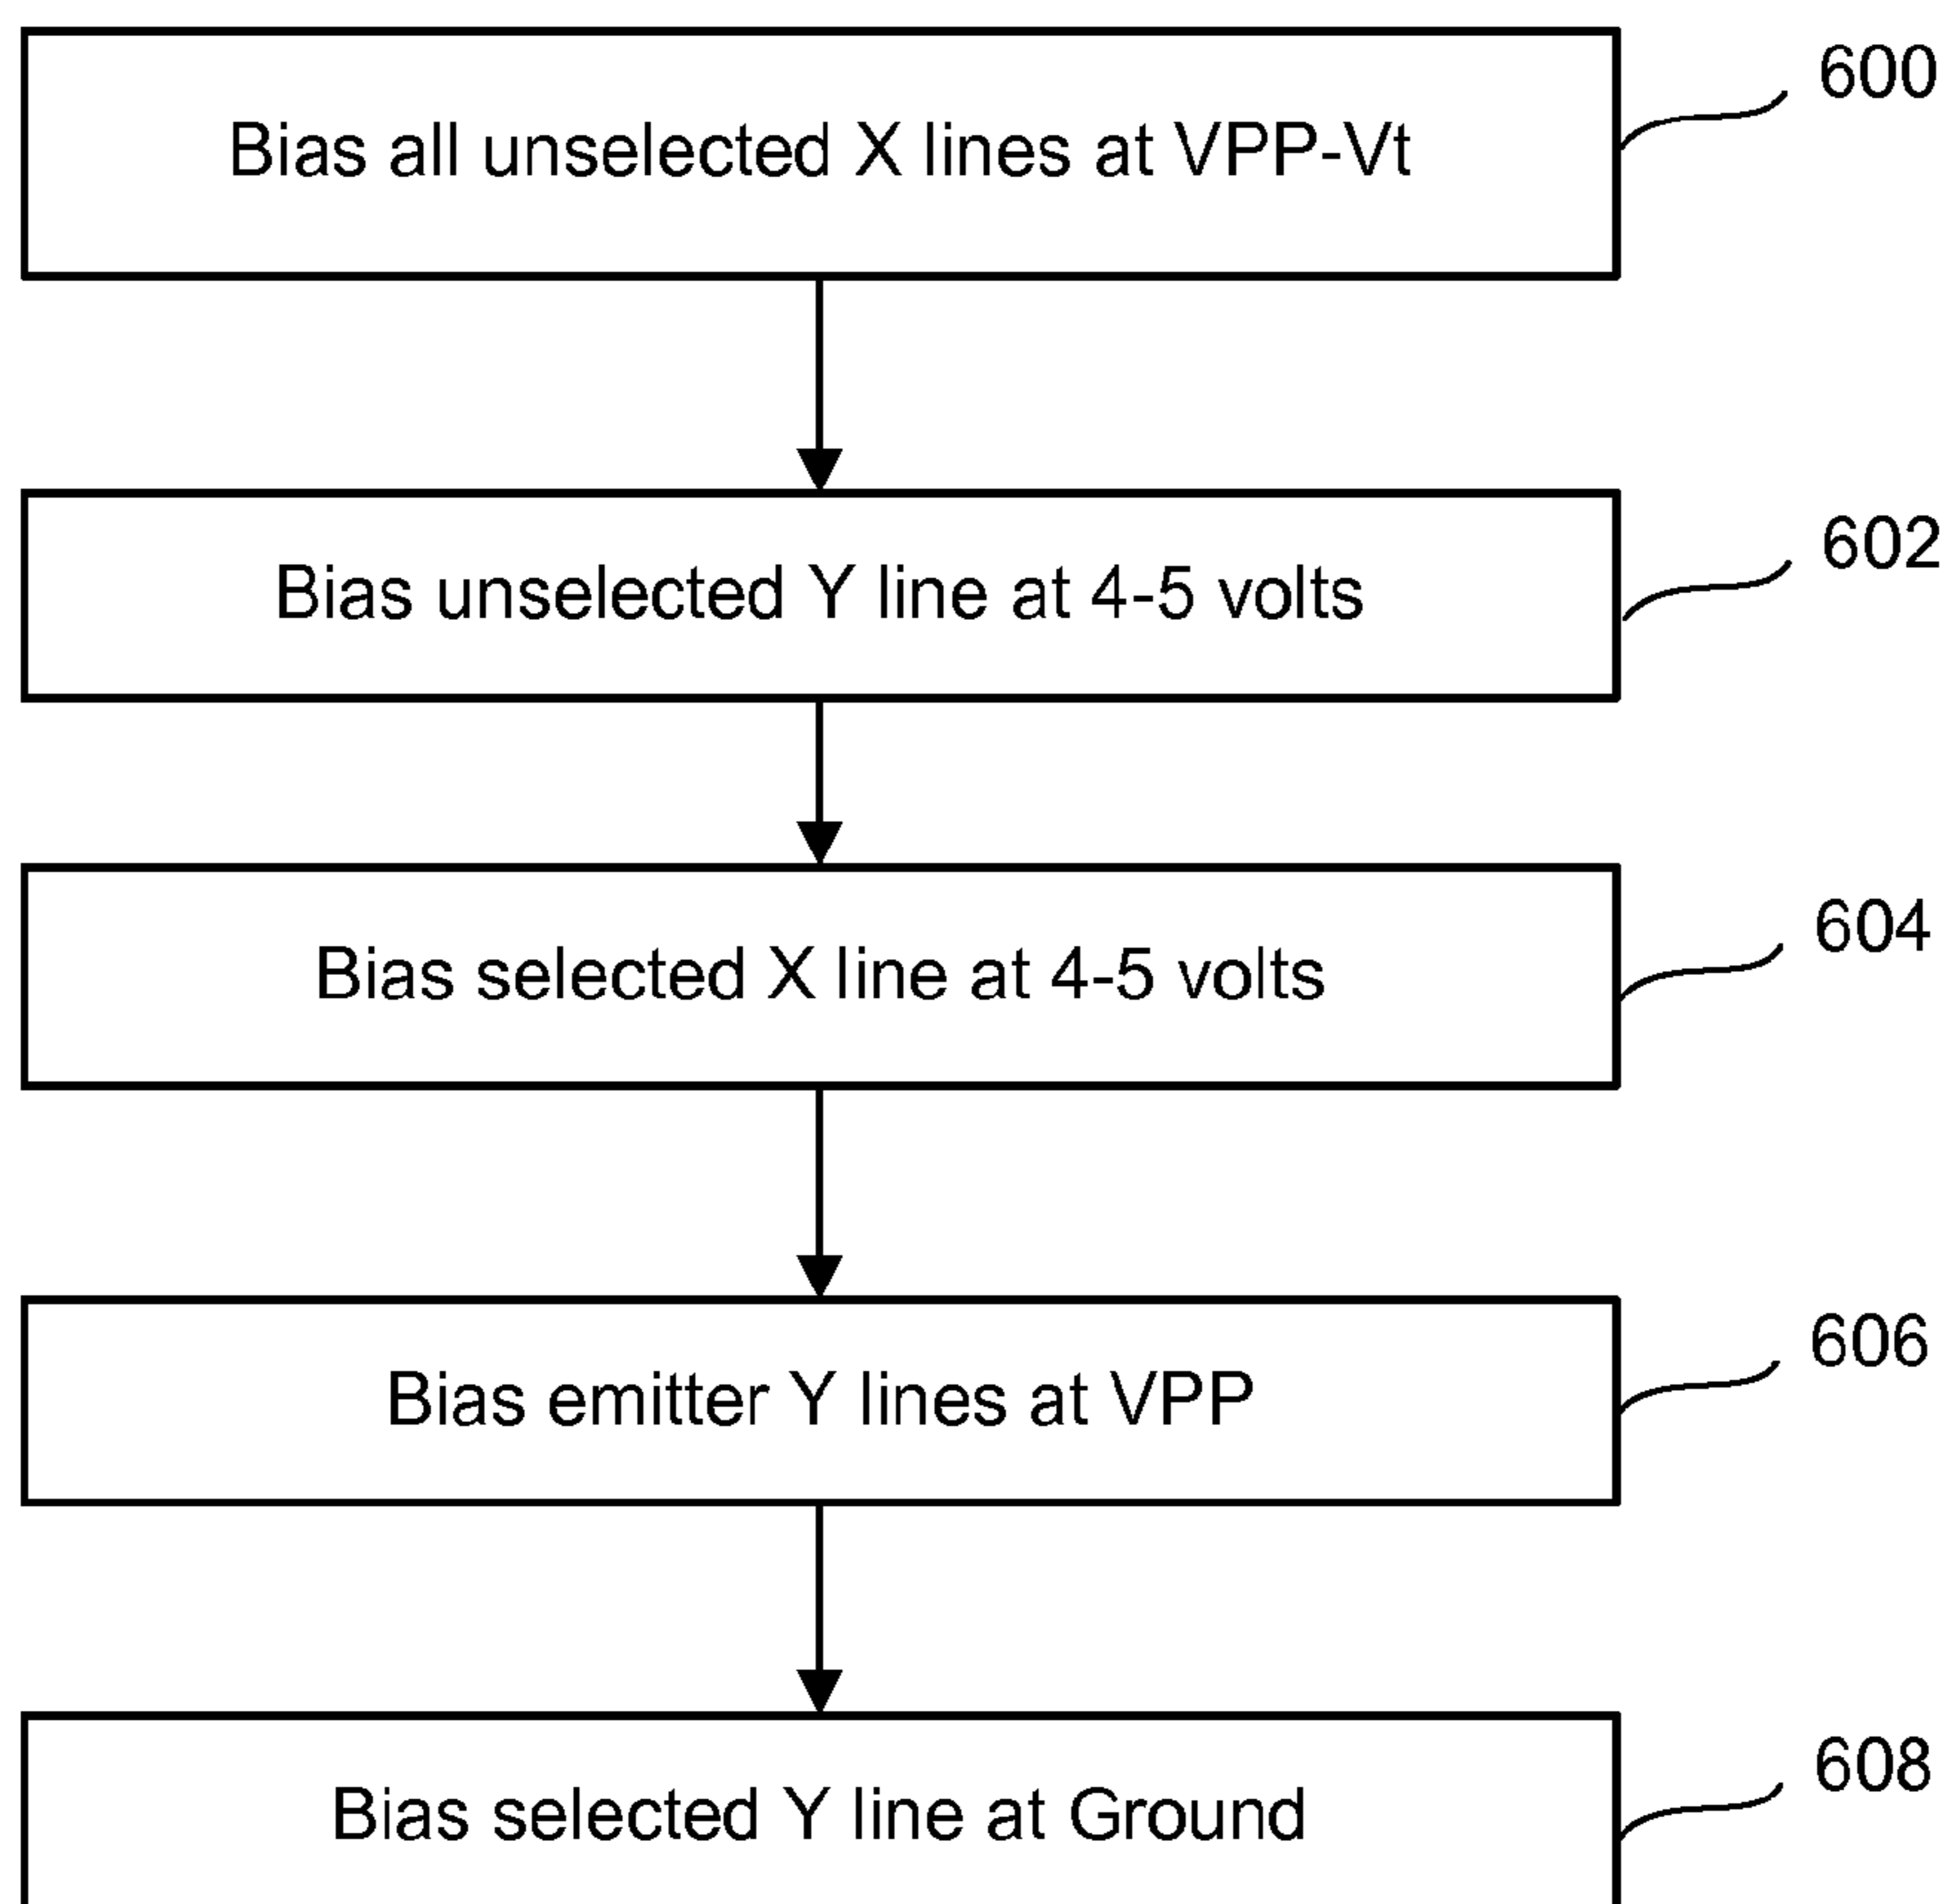 600
Bias all unselected X lines at VPP-Vt
602
Bias unselected Y line at 4-5 volts
604
Bias selected X line at 4-5 volts
606
Bias emitter Y lines at VPP
608
Bias selected Y line at Ground